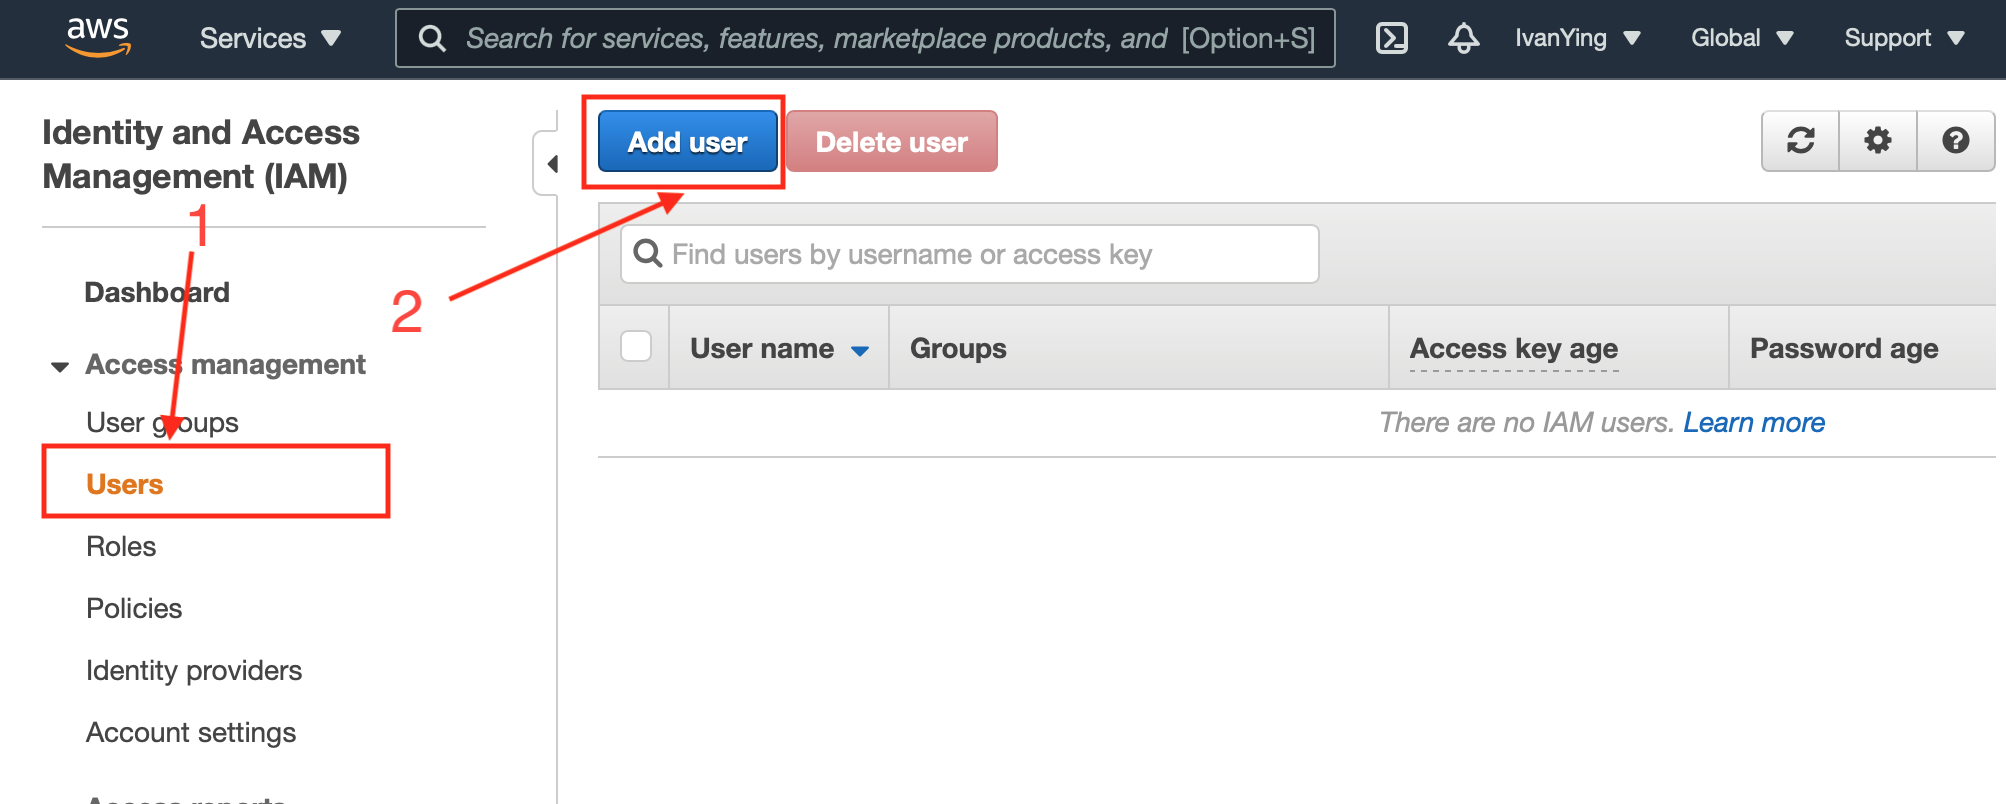 aws Services Search for services, features, marketplace products, and [Option+S] IvanYing Global Support
Identity and Access
Management (IAM)
1
Dashboard
Access management
User groups
Users
Roles
Policies
Identity providers
Account settings
Access reports
Add user Delete user
2
Find users by username or access key
User name Groups Access key age Password age
There are no IAM users. Learn more